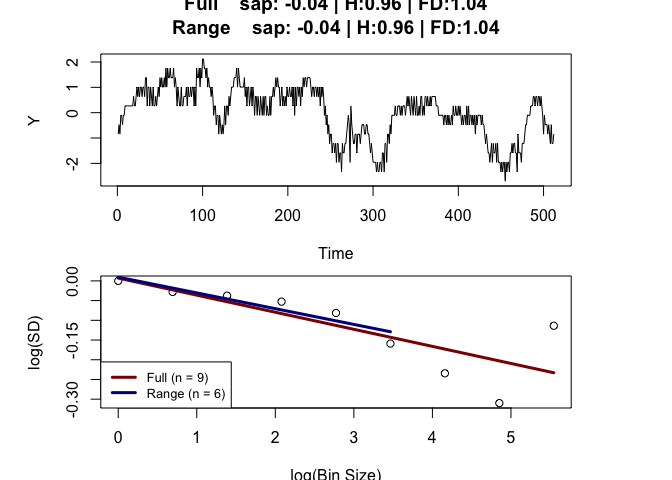 Full sap: -0.04 | H:0.96 | FD:1.04
Range sap: -0.04 | H:0.96 | FD:1.04
2
1
0
-2
Y
0 100 200 300 400 500
Time
0.00
-0.15
-0.30
log(SD)
Full (n = 9)
Range (n = 6)
0 1 2 3 4 5
log(Bin Size)